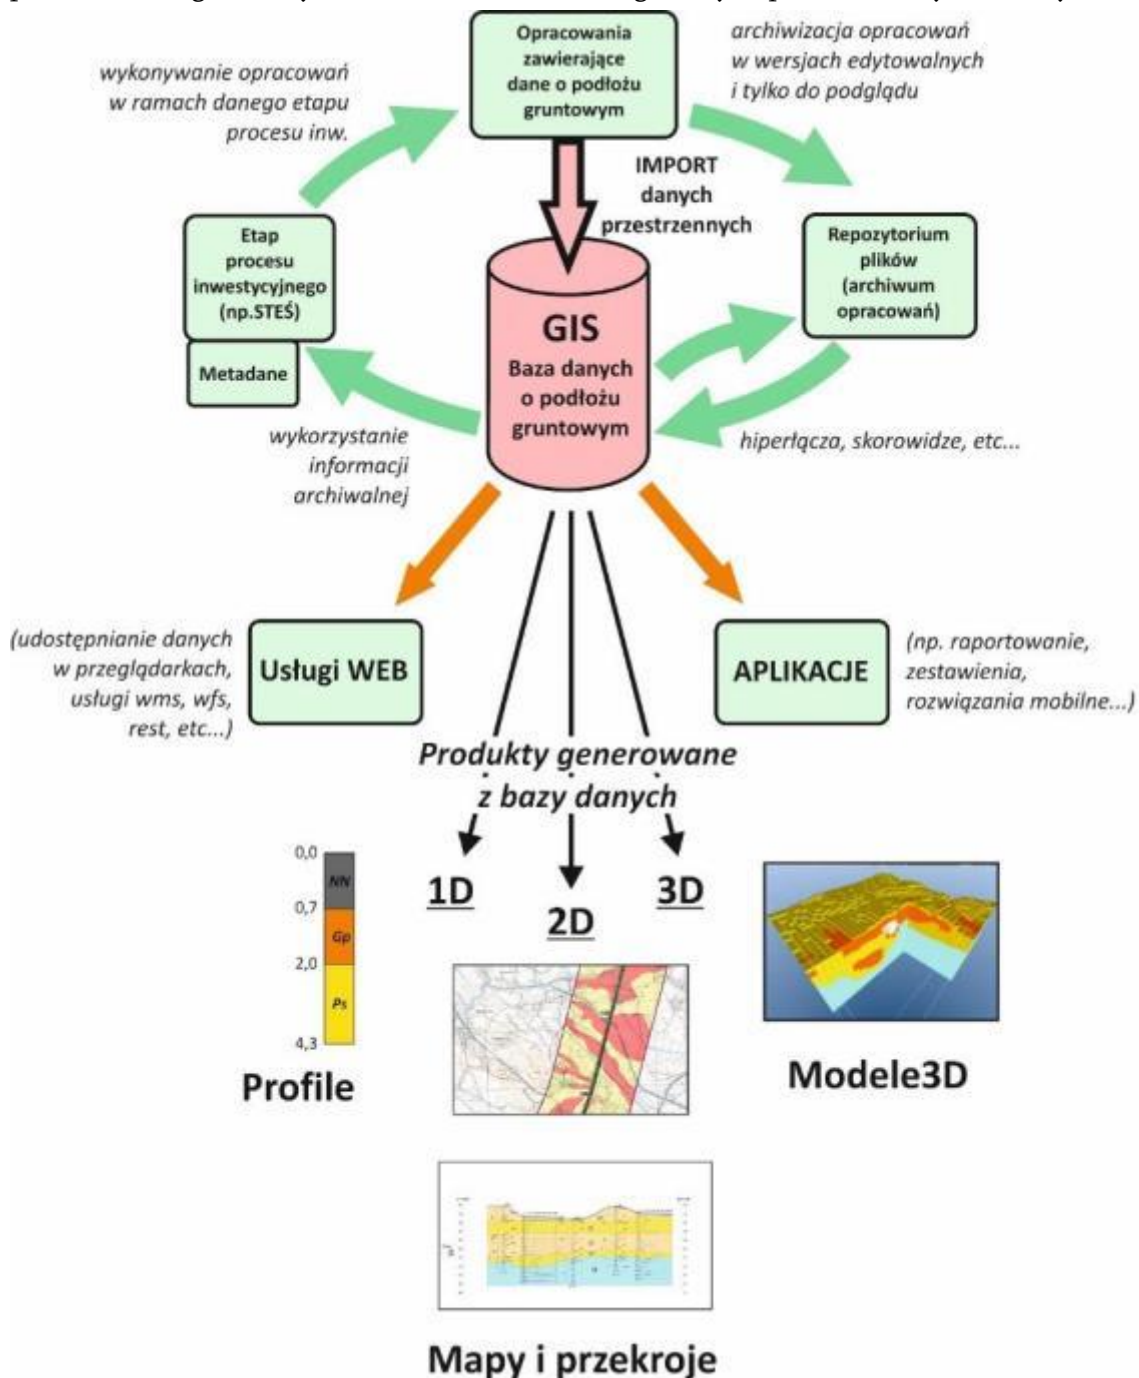 Opracowania
zawierające
dane o podłożu
gruntowym
archiwizacja opracowań
w wersjach edytowalnych
i tylko do podglądu
wykonywanie opracowań
w ramach danego etapu
procesu inw.
IMPORT
danych
przestrzennych
Etap
procesu
inwestycyjnego
(np.STEŚ)
Metadane
Repozytorium
plików
(archiwum
opracowań)
GIS
Baza danych
o podłożu
gruntowym
wykorzystanie
informacji
archiwalnej
hiperłącza, skorowidze, etc...
(udostępnianie danych
w przeglądarkach,
usługi wms, wfs,
rest, etc...)
Usługi WEB
APLIKACJE
(np. raportowanie,
zestawienia,
rozwiązania mobilne...)
Produkty generowane
z bazy danych
1D
2D
3D
0,0
NN
0,7
Gp
2,0
Ps
4,3
Profile
Modele3D
Mapy i przekroje